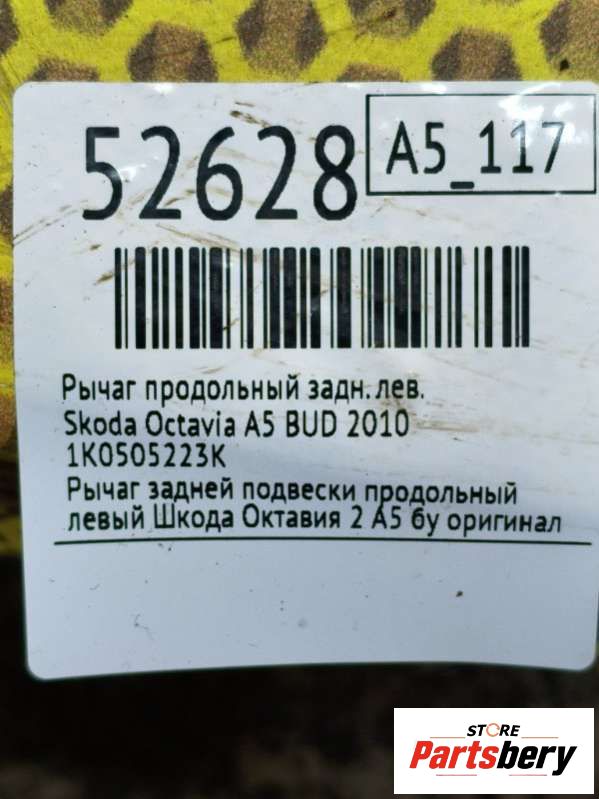 52628
A5_117
Рычаг продольный задн. лев.
Skoda Octavia A5 BUD 2010
1K0505223K
Рычаг задней подвески продольный
левый Шкода Октавия 2 А5 бу оригинал
STORE
Partsbery